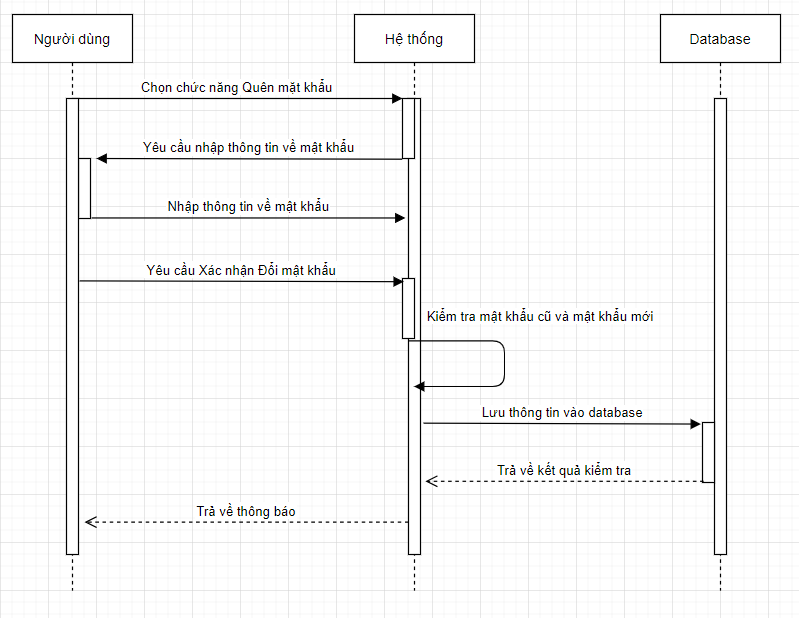 Người dùng
Hệ thống
Database
Chọn chức năng Quên mặt khẩu
Yêu cầu nhập thông tin về mật khẩu
Nhập thông tin về mật khẩu
Yêu cầu Xác nhận Đổi mật khẩu
Kiểm tra mật khẩu cũ và mật khẩu mới
Lưu thông tin vào database
Trả về kết quả kiểm tra
Trả về thông báo